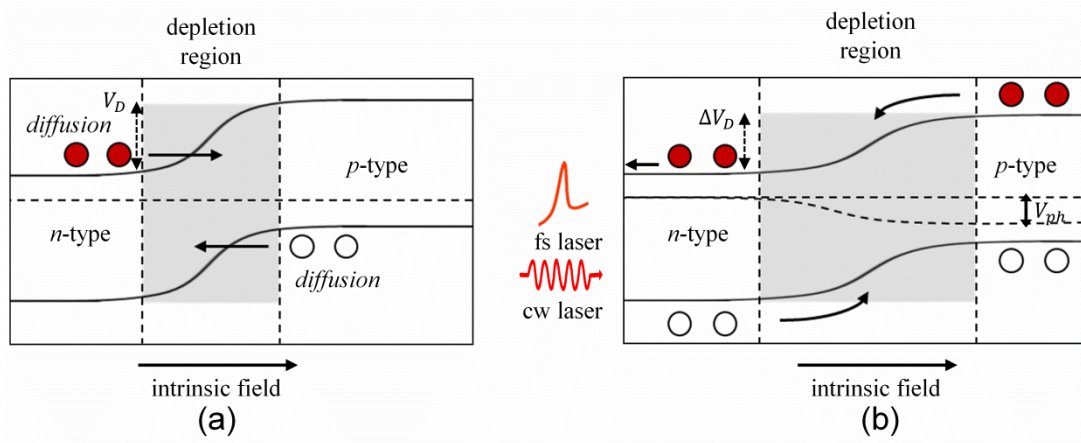 depletion
region
V_D
diffusion
p-type
n-type
diffusion
intrinsic field
(a)
fs laser
cw laser
depletion
region
ΔV_D
p-type
V_ph
n-type
intrinsic field
(b)